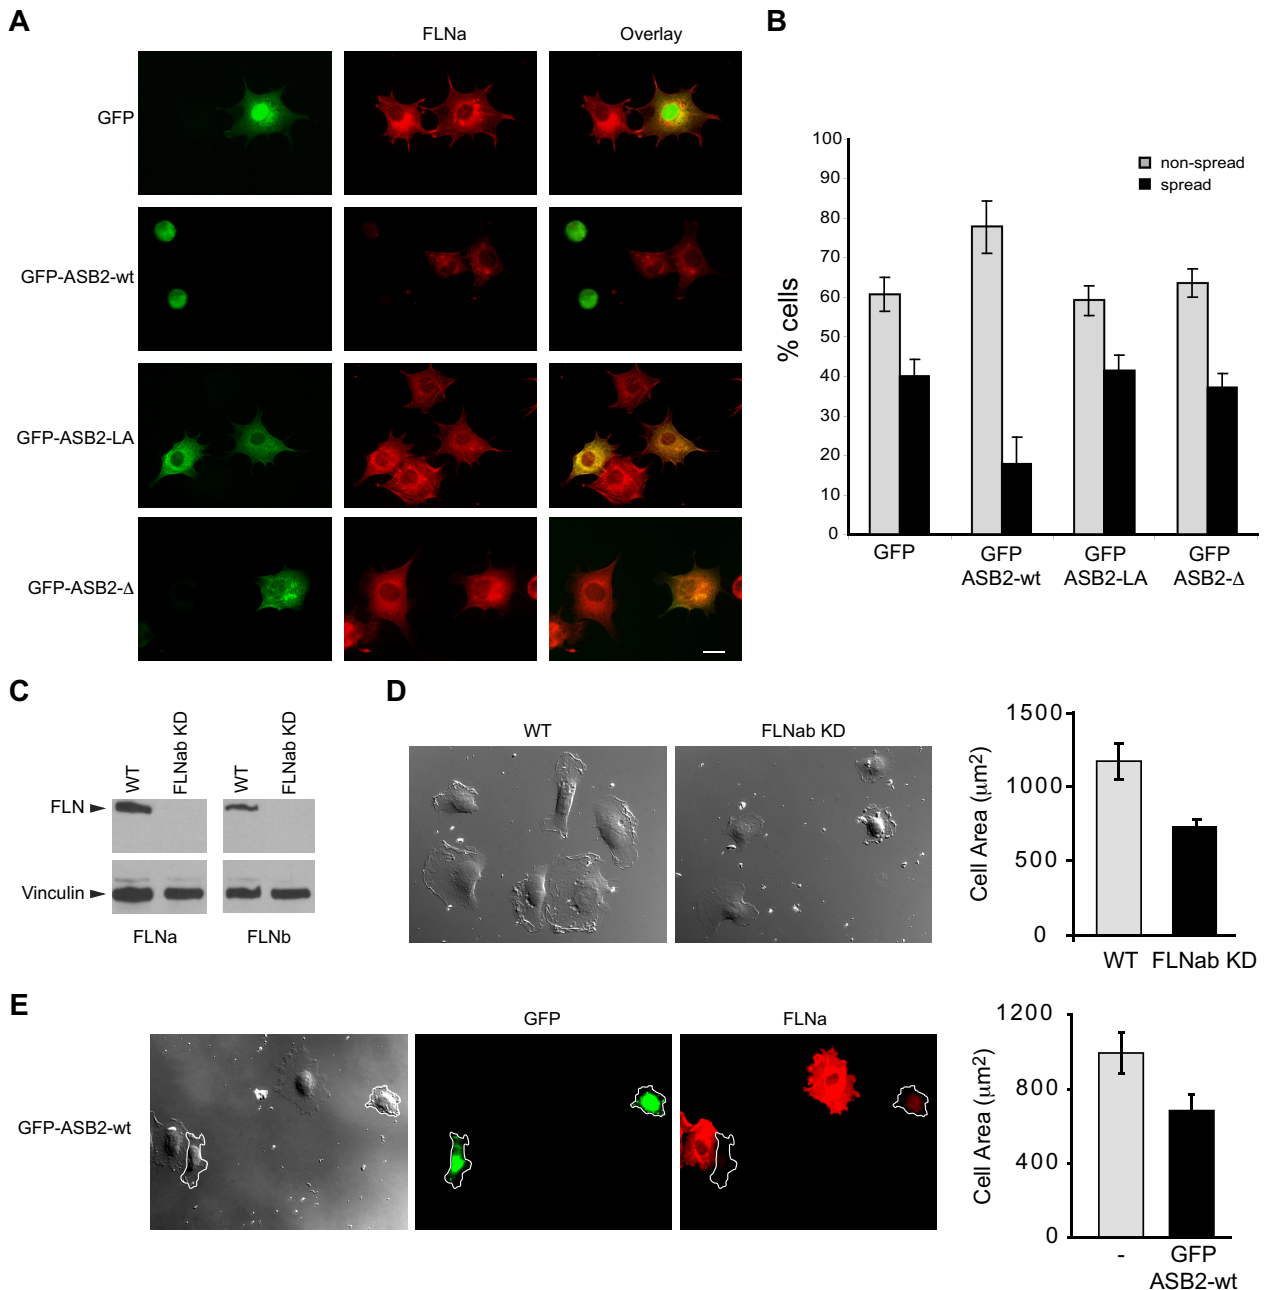 A
FLNa Overlay
GFP
GFP-ASB2-wt
GFP-ASB2-LA
GFP-ASB2-Δ
B
% cells
100
90
80
70
60
50
40
30
20
10
0
non-spread
spread
GFP
GFP
ASB2-wt
GFP
ASB2-LA
GFP
ASB2-Δ
C
WT
FLNab KD
WT
FLNab KD
FLN
Vinculin
FLNa FLNb
D
WT FLNab KD
Cell Area (µm2)
1500
1000
500
0
WT FLNab KD
E
GFP FLNa
GFP-ASB2-wt
Cell Area (µm2)
1200
800
400
0
- GFP
ASB2-wt